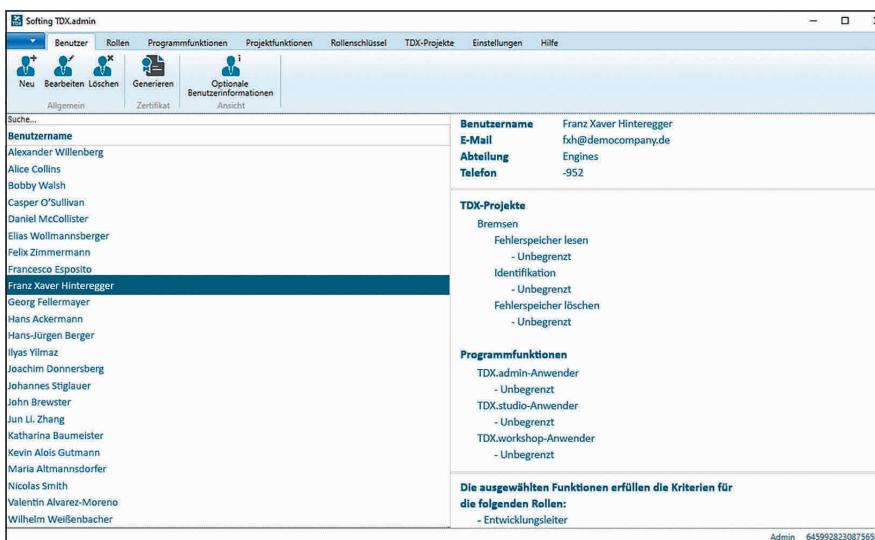 Softing TDX.admin
Benutzer Rollen Programmfunktionen Projektfunktionen Rollenschlüssel TDX-Projekte Einstellungen Hilfe
Neu Bearbeiten Löschen Generieren Optionale
Benutzerinformationen
Allgemein Zertifikat Ansicht
Suche...
Benutzername
Alexander Willenberg
Alice Collins
Bobby Walsh
Casper O'Sullivan
Daniel McCollister
Elias Wollmannsberger
Felix Zimmermann
Francesco Esposito
Franz Xaver Hinteregger
Georg Fellermayer
Hans Ackermann
Hans-Jürgen Berger
Ilyas Yilmaz
Joachim Donnersberg
Johannes Stiglauer
John Brewster
Jun Li. Zhang
Katharina Baumeister
Kevin Alois Gutmann
Maria Altmannsdorfer
Nicolas Smith
Valentin Alvarez-Moreno
Wilhelm Weißenbacher
Benutzername Franz Xaver Hinteregger
E-Mail fxh@democompany.de
Abteilung Engines
Telefon -952
TDX-Projekte
Bremsen
Fehlerspeicher lesen
- Unbegrenzt
Identifikation
- Unbegrenzt
Fehlerspeicher löschen
- Unbegrenzt
Programmfunktionen
TDX.admin-Anwender
- Unbegrenzt
TDX.studio-Anwender
- Unbegrenzt
TDX.workshop-Anwender
- Unbegrenzt
Die ausgewählten Funktionen erfüllen die Kriterien für
die folgenden Rollen:
- Entwicklungsleiter
Admin 645992823087565